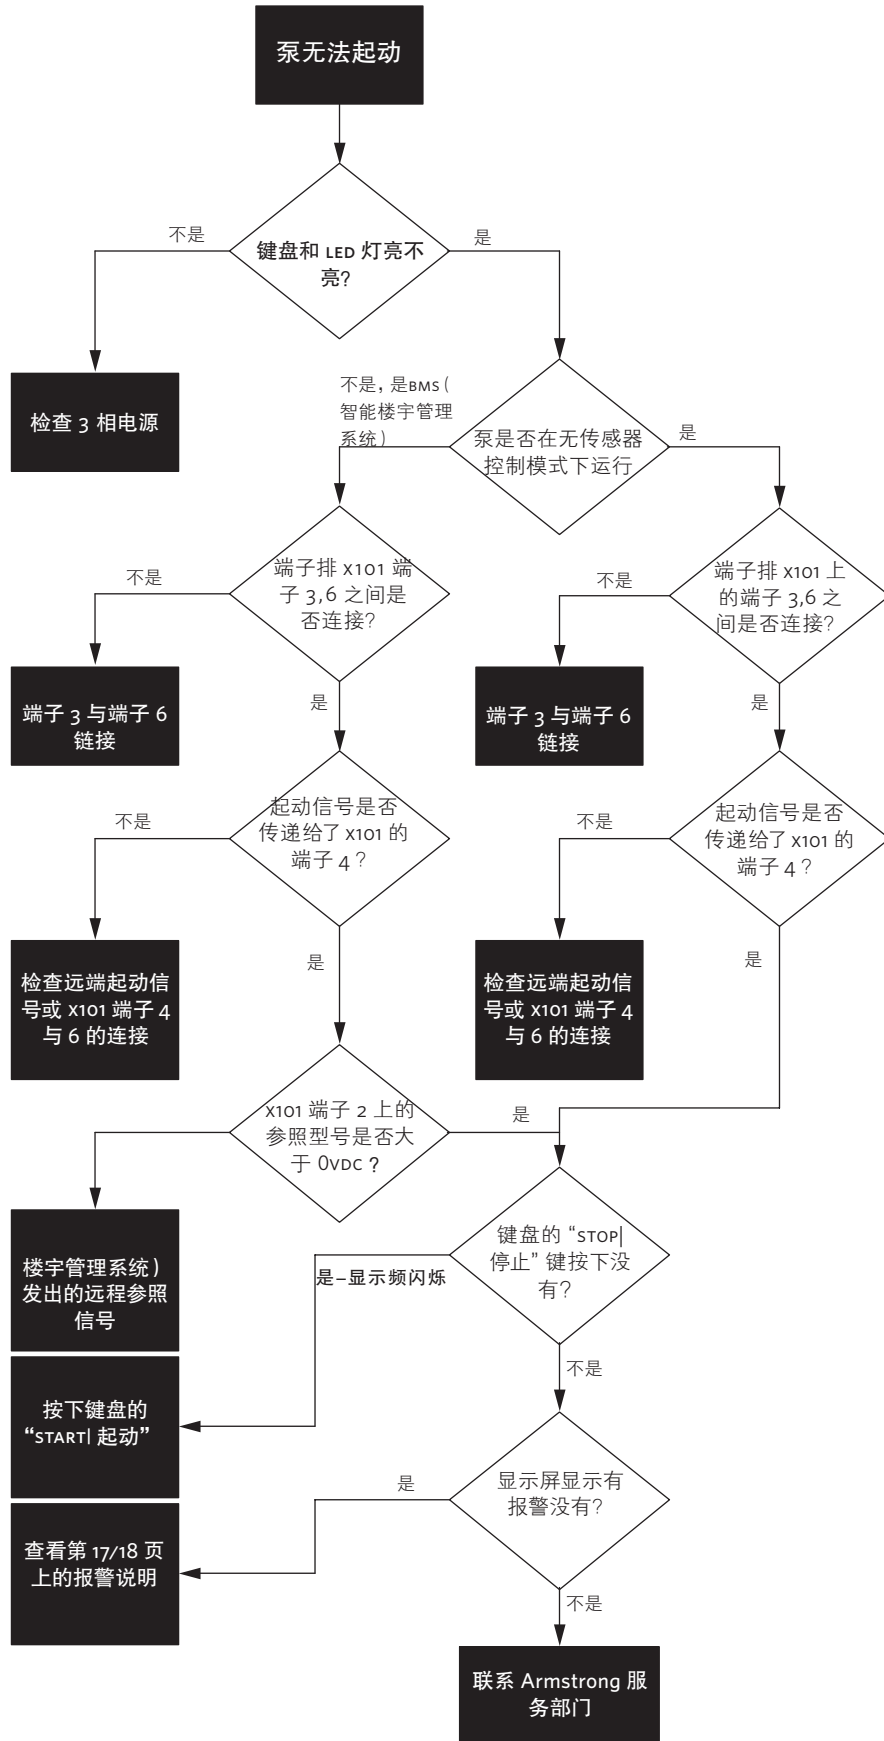 泵无法起动
键盘和 LED 灯亮不
亮?
不是
是
检查 3 相电源
不是，是BMS（
智能楼宇管理
系统）
泵是否在无传感器
控制模式下运行
是
端子排 X101 端
子 3,6 之间是
否连接?
不是
是
端子 3 与端子 6
链接
端子排 X101 上
的端子 3,6 之
间是否连接?
不是
是
端子 3 与端子 6
链接
起动信号是否
传递给了 X101 的
端子 4？
不是
是
检查远端起动信
号或 X101 端子 4
与 6 的连接
起动信号是否
传递给了 X101 的
端子 4？
不是
是
检查远端起动信
号或 X101 端子 4
与 6 的连接
X101 端子 2 上的
参照型号是否大
于 0VDC？
是
楼宇管理系统）
发出的远程参照
信号
键盘的 “STOP|
停止” 键按下没
有?
是–显示频闪烁
不是
按下键盘的
“START| 起动”
显示屏显示有
报警没有?
是
不是
查看第 17/18 页
上的报警说明
联系 Armstrong 服
务部门